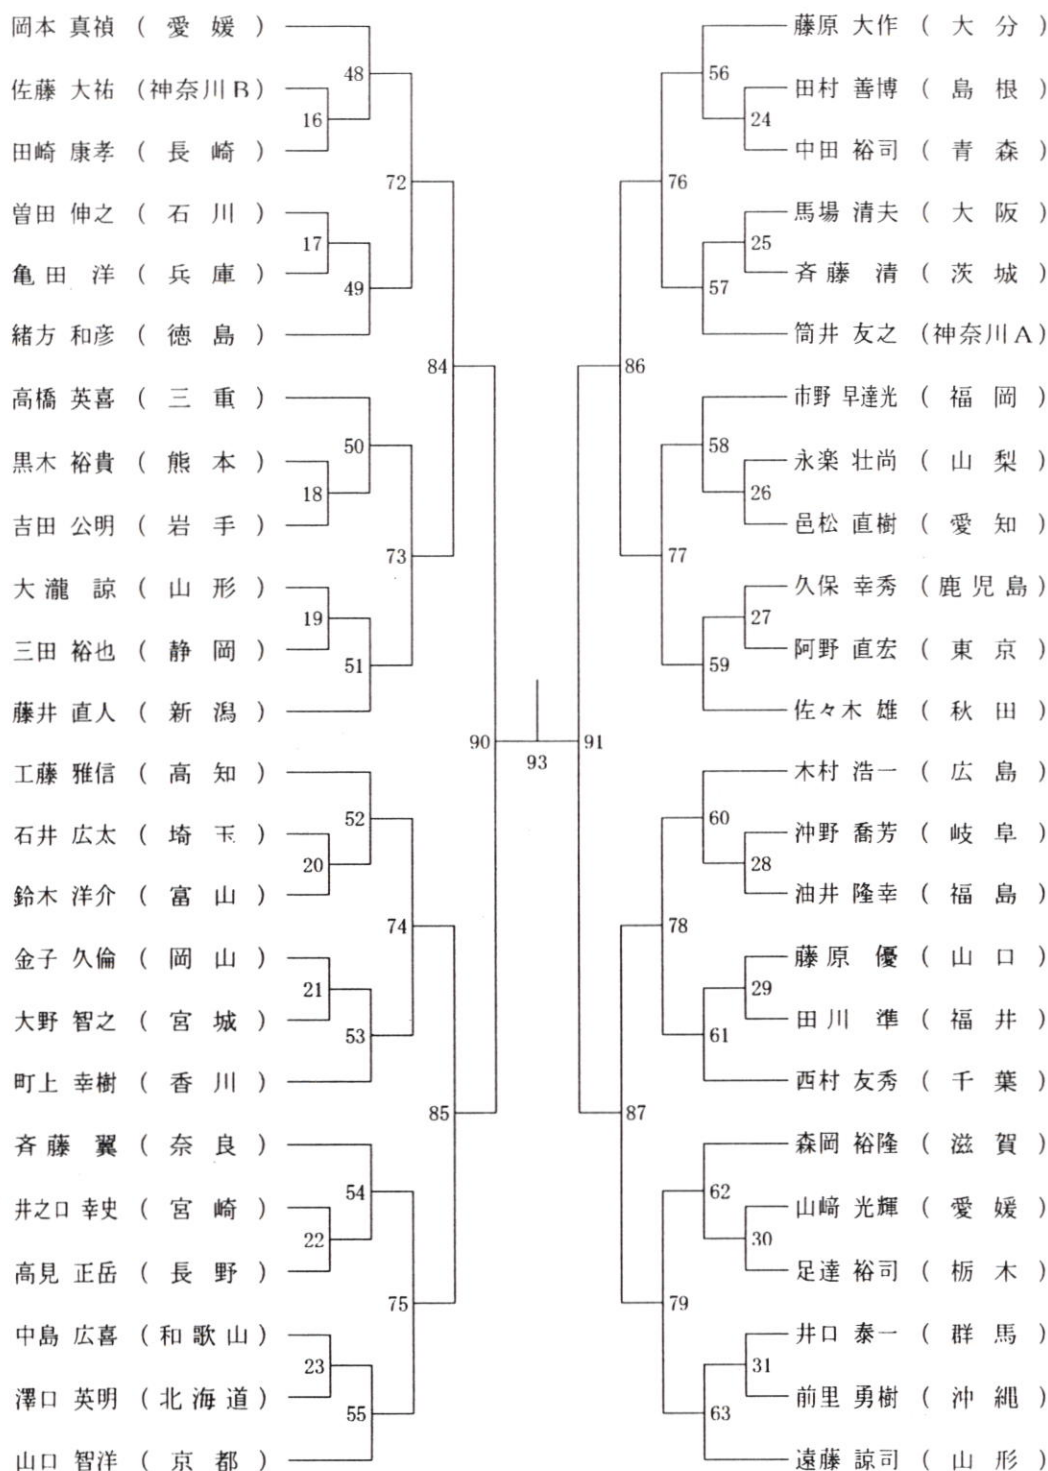 岡本 真禎 ( 愛 媛 )
佐藤 大祐 (神奈川B)
田崎 康孝 ( 長 崎 )
曽田 伸之 ( 石 川 )
亀田 洋 ( 兵 庫 )
緒方 和彦 ( 徳 島 )
高橋 英喜 ( 三 重 )
黒木 裕貴 ( 熊 本 )
吉田 公明 ( 岩 手 )
大瀧 諒 ( 山 形 )
三田 裕也 ( 静 岡 )
藤井 直人 ( 新 潟 )
工藤 雅信 ( 高 知 )
石井 広太 ( 埼 玉 )
鈴木 洋介 ( 富 山 )
金子 久倫 ( 岡 山 )
大野 智之 ( 宮 城 )
町上 幸樹 ( 香 川 )
斉藤 翼 ( 奈 良 )
井之口 幸史 ( 宮 崎 )
高見 正岳 ( 長 野 )
中島 広喜 (和歌山)
澤口 英明 (北海道)
山口 智洋 ( 京 都 )
16
17
18
19
20
21
22
23
48
49
50
51
52
53
54
55
72
73
74
75
84
85
90
93
91
86
87
76
77
78
79
56
57
58
59
60
61
62
63
24
25
26
27
28
29
30
31
藤原 大作 ( 大 分 )
田村 善博 ( 島 根 )
中田 裕司 ( 青 森 )
馬場 清夫 ( 大 阪 )
斉藤 清 ( 茨 城 )
筒井 友之 (神奈川A)
市野 早達光 ( 福 岡 )
永楽 壮尚 ( 山 梨 )
邑松 直樹 ( 愛 知 )
久保 幸秀 (鹿児島)
阿野 直宏 ( 東 京 )
佐々木 雄 ( 秋 田 )
木村 浩一 ( 広 島 )
沖野 喬芳 ( 岐 阜 )
油井 隆幸 ( 福 島 )
藤原 優 ( 山 口 )
田川 準 ( 福 井 )
西村 友秀 ( 千 葉 )
森岡 裕隆 ( 滋 賀 )
山﨑 光輝 ( 愛 媛 )
足達 裕司 ( 栃 木 )
井口 泰一 ( 群 馬 )
前里 勇樹 ( 沖 縄 )
遠藤 諒司 ( 山 形 )